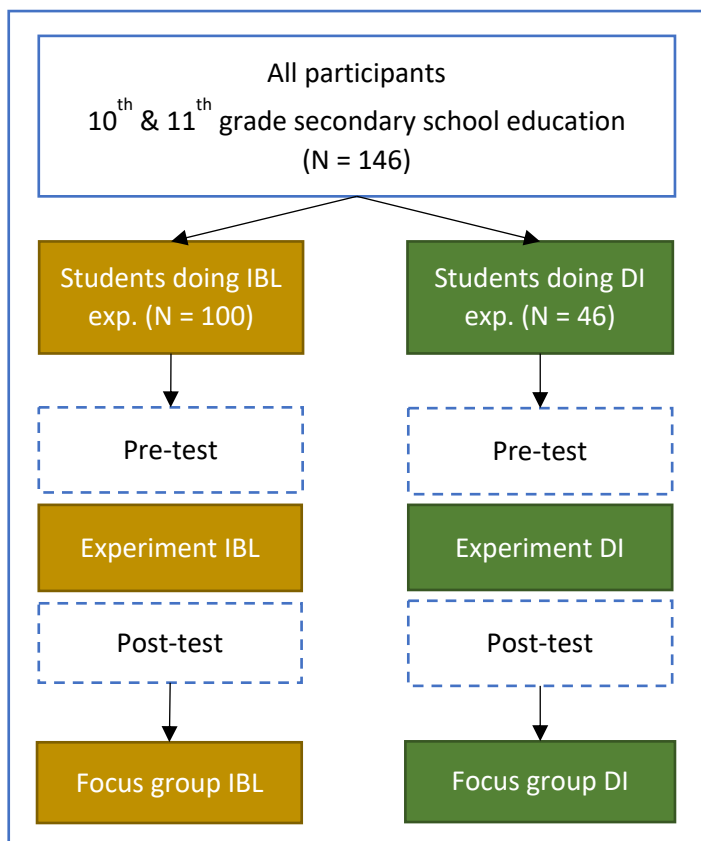 All participants
10th & 11th grade secondary school education
(N = 146)
Students doing IBL
exp. (N = 100)
Students doing DI
exp. (N = 46)
Pre-test
Pre-test
Experiment IBL
Experiment DI
Post-test
Post-test
Focus group IBL
Focus group DI